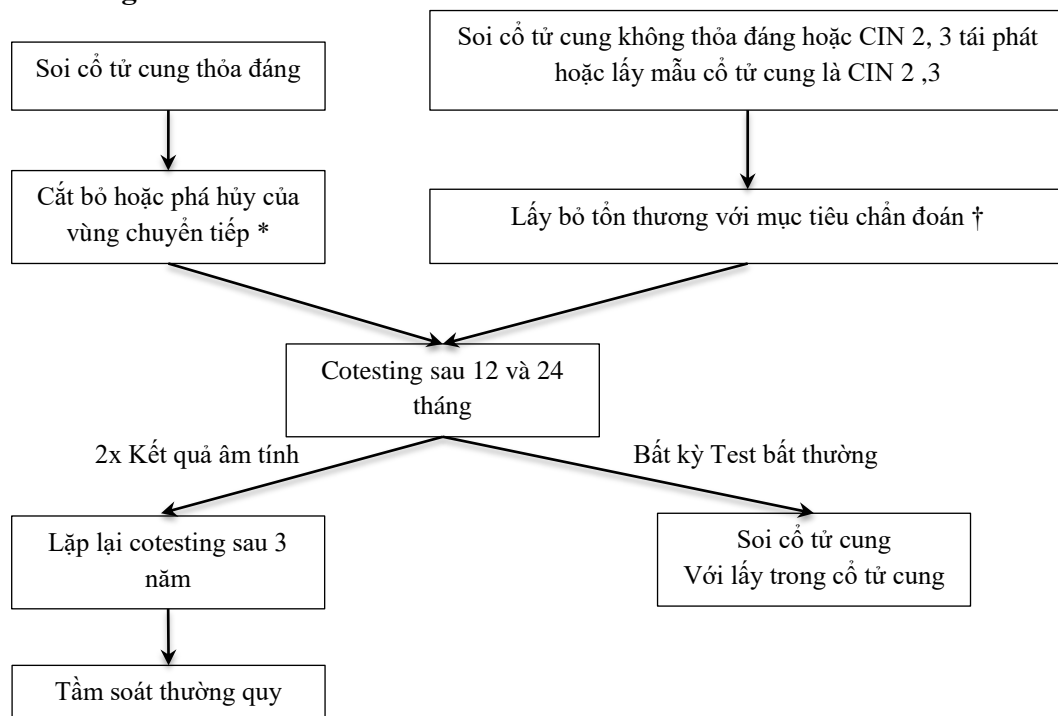 Soi cổ tử cung thỏa đáng
Soi cổ tử cung không thỏa đáng hoặc CIN 2, 3 tái phát
hoặc lấy mẫu cổ tử cung là CIN 2 ,3
Cắt bỏ hoặc phá hủy của
vùng chuyển tiếp *
Lấy bỏ tổn thương với mục tiêu chẩn đoán †
Cotesting sau 12 và 24
tháng
2x Kết quả âm tính
Bất kỳ Test bất thường
Lặp lại cotesting sau 3
năm
Soi cổ tử cung
Với lấy trong cổ tử cung
Tầm soát thường quy